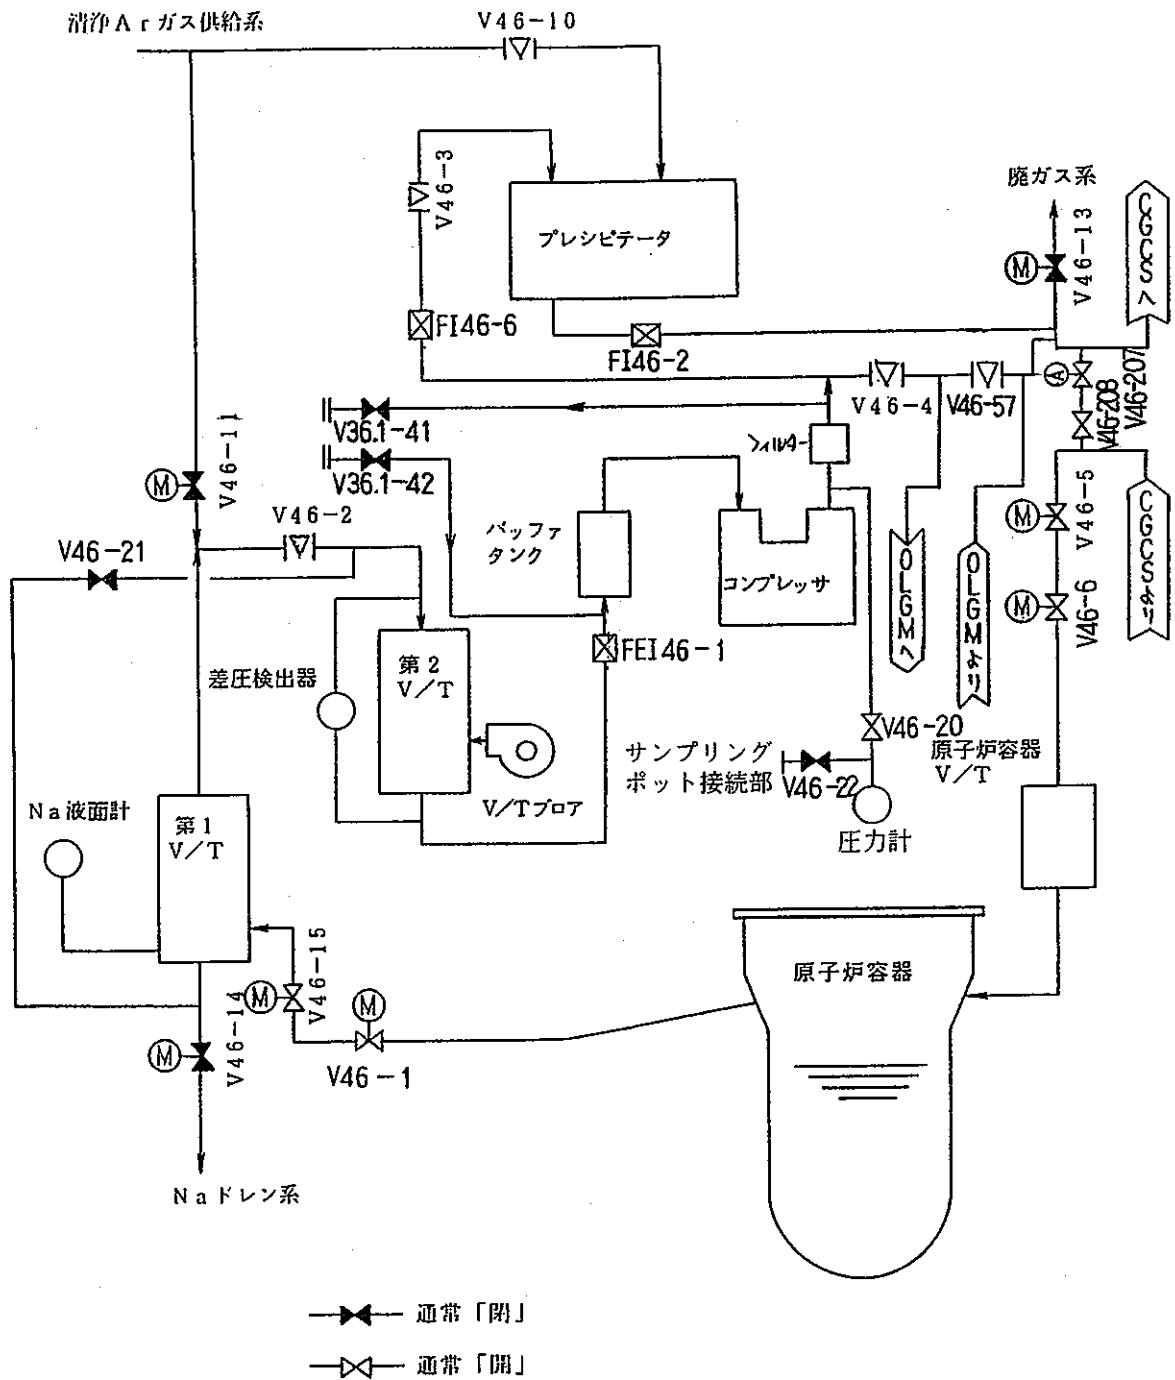 清浄Arガス供給系
V46-10
V46-3
プレシピテータ
廃ガス系
V46-13
CGCSへ
M
FI46-6
FI46-2
A
V46-4
V46-57
V46-208
V46-207
V36.1-41
フィルター
V36.1-42
V46-11
M
V46-2
V46-21
バッファ
タンク
コンプレッサ
OLGMへ
OLGMより
M
V46-5
CGCSより
M
V46-6
差圧検出器
第2
V/T
FEI46-1
V/Tブロア
サンプリング
ポット接続部
V46-22
V46-20
圧力計
原子炉容器
V/T
Na液面計
第1
V/T
M
V46-15
M
V46-1
M
V46-14
原子炉容器
Naドレン系
通常「閉」
通常「開」